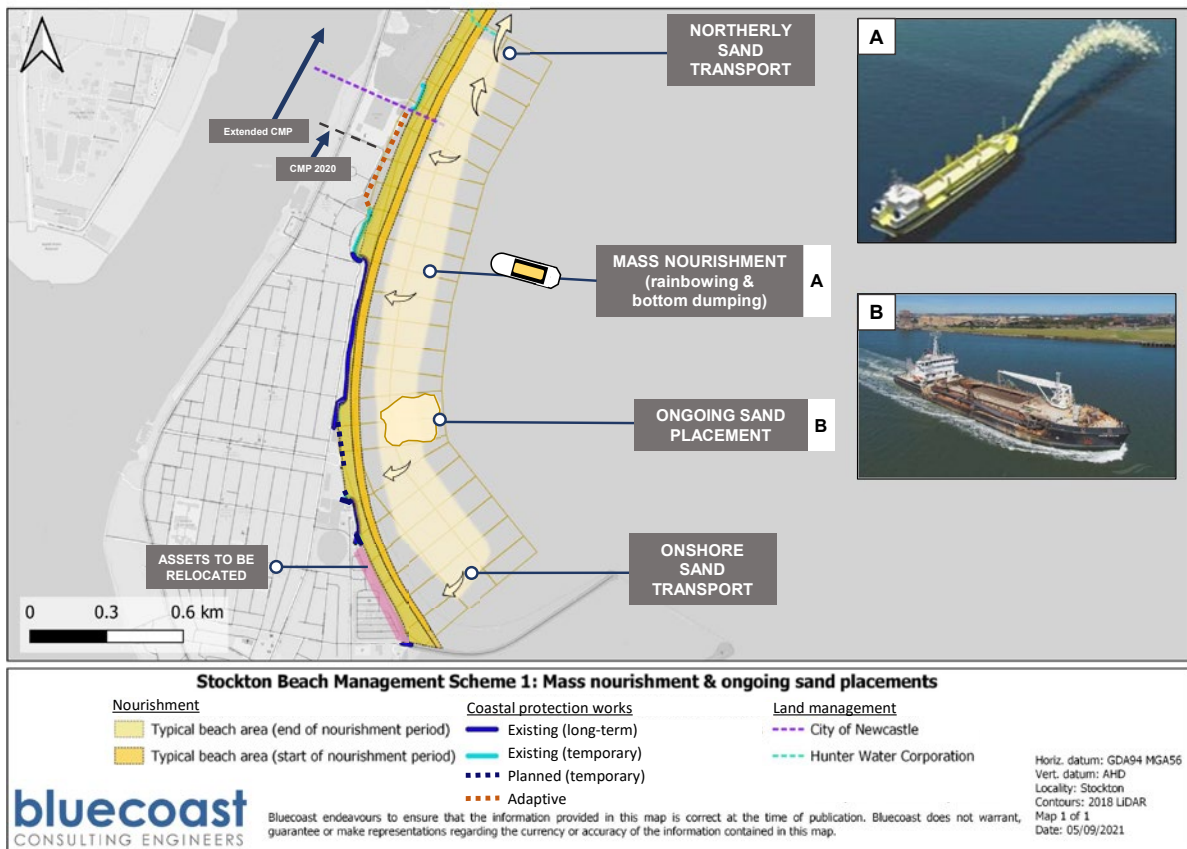 NORTHERLY
SAND
TRANSPORT
A
Extended CMP
CMP 2020
MASS NOURISHMENT
(rainbowing &
bottom dumping)
A
B
ONGOING SAND
PLACEMENT
B
ASSETS TO BE
RELOCATED
ONSHORE
SAND
TRANSPORT
0 0.3 0.6 km
Stockton Beach Management Scheme 1: Mass nourishment & ongoing sand placements
Nourishment
Typical beach area (end of nourishment period)
Typical beach area (start of nourishment period)
Coastal protection works
Existing (long-term)
Existing (temporary)
Planned (temporary)
Adaptive
Land management
City of Newcastle
Hunter Water Corporation
Horiz. datum: GDA94 MGA56
Vert. datum: AHD
Locality: Stockton
Contours: 2018 LiDAR
Map 1 of 1
Date: 05/09/2021
bluecoast
CONSULTING ENGINEERS
Bluecoast endeavours to ensure that the information provided in this map is correct at the time of publication. Bluecoast does not warrant,
guarantee or make representations regarding the currency or accuracy of the information contained in this map.